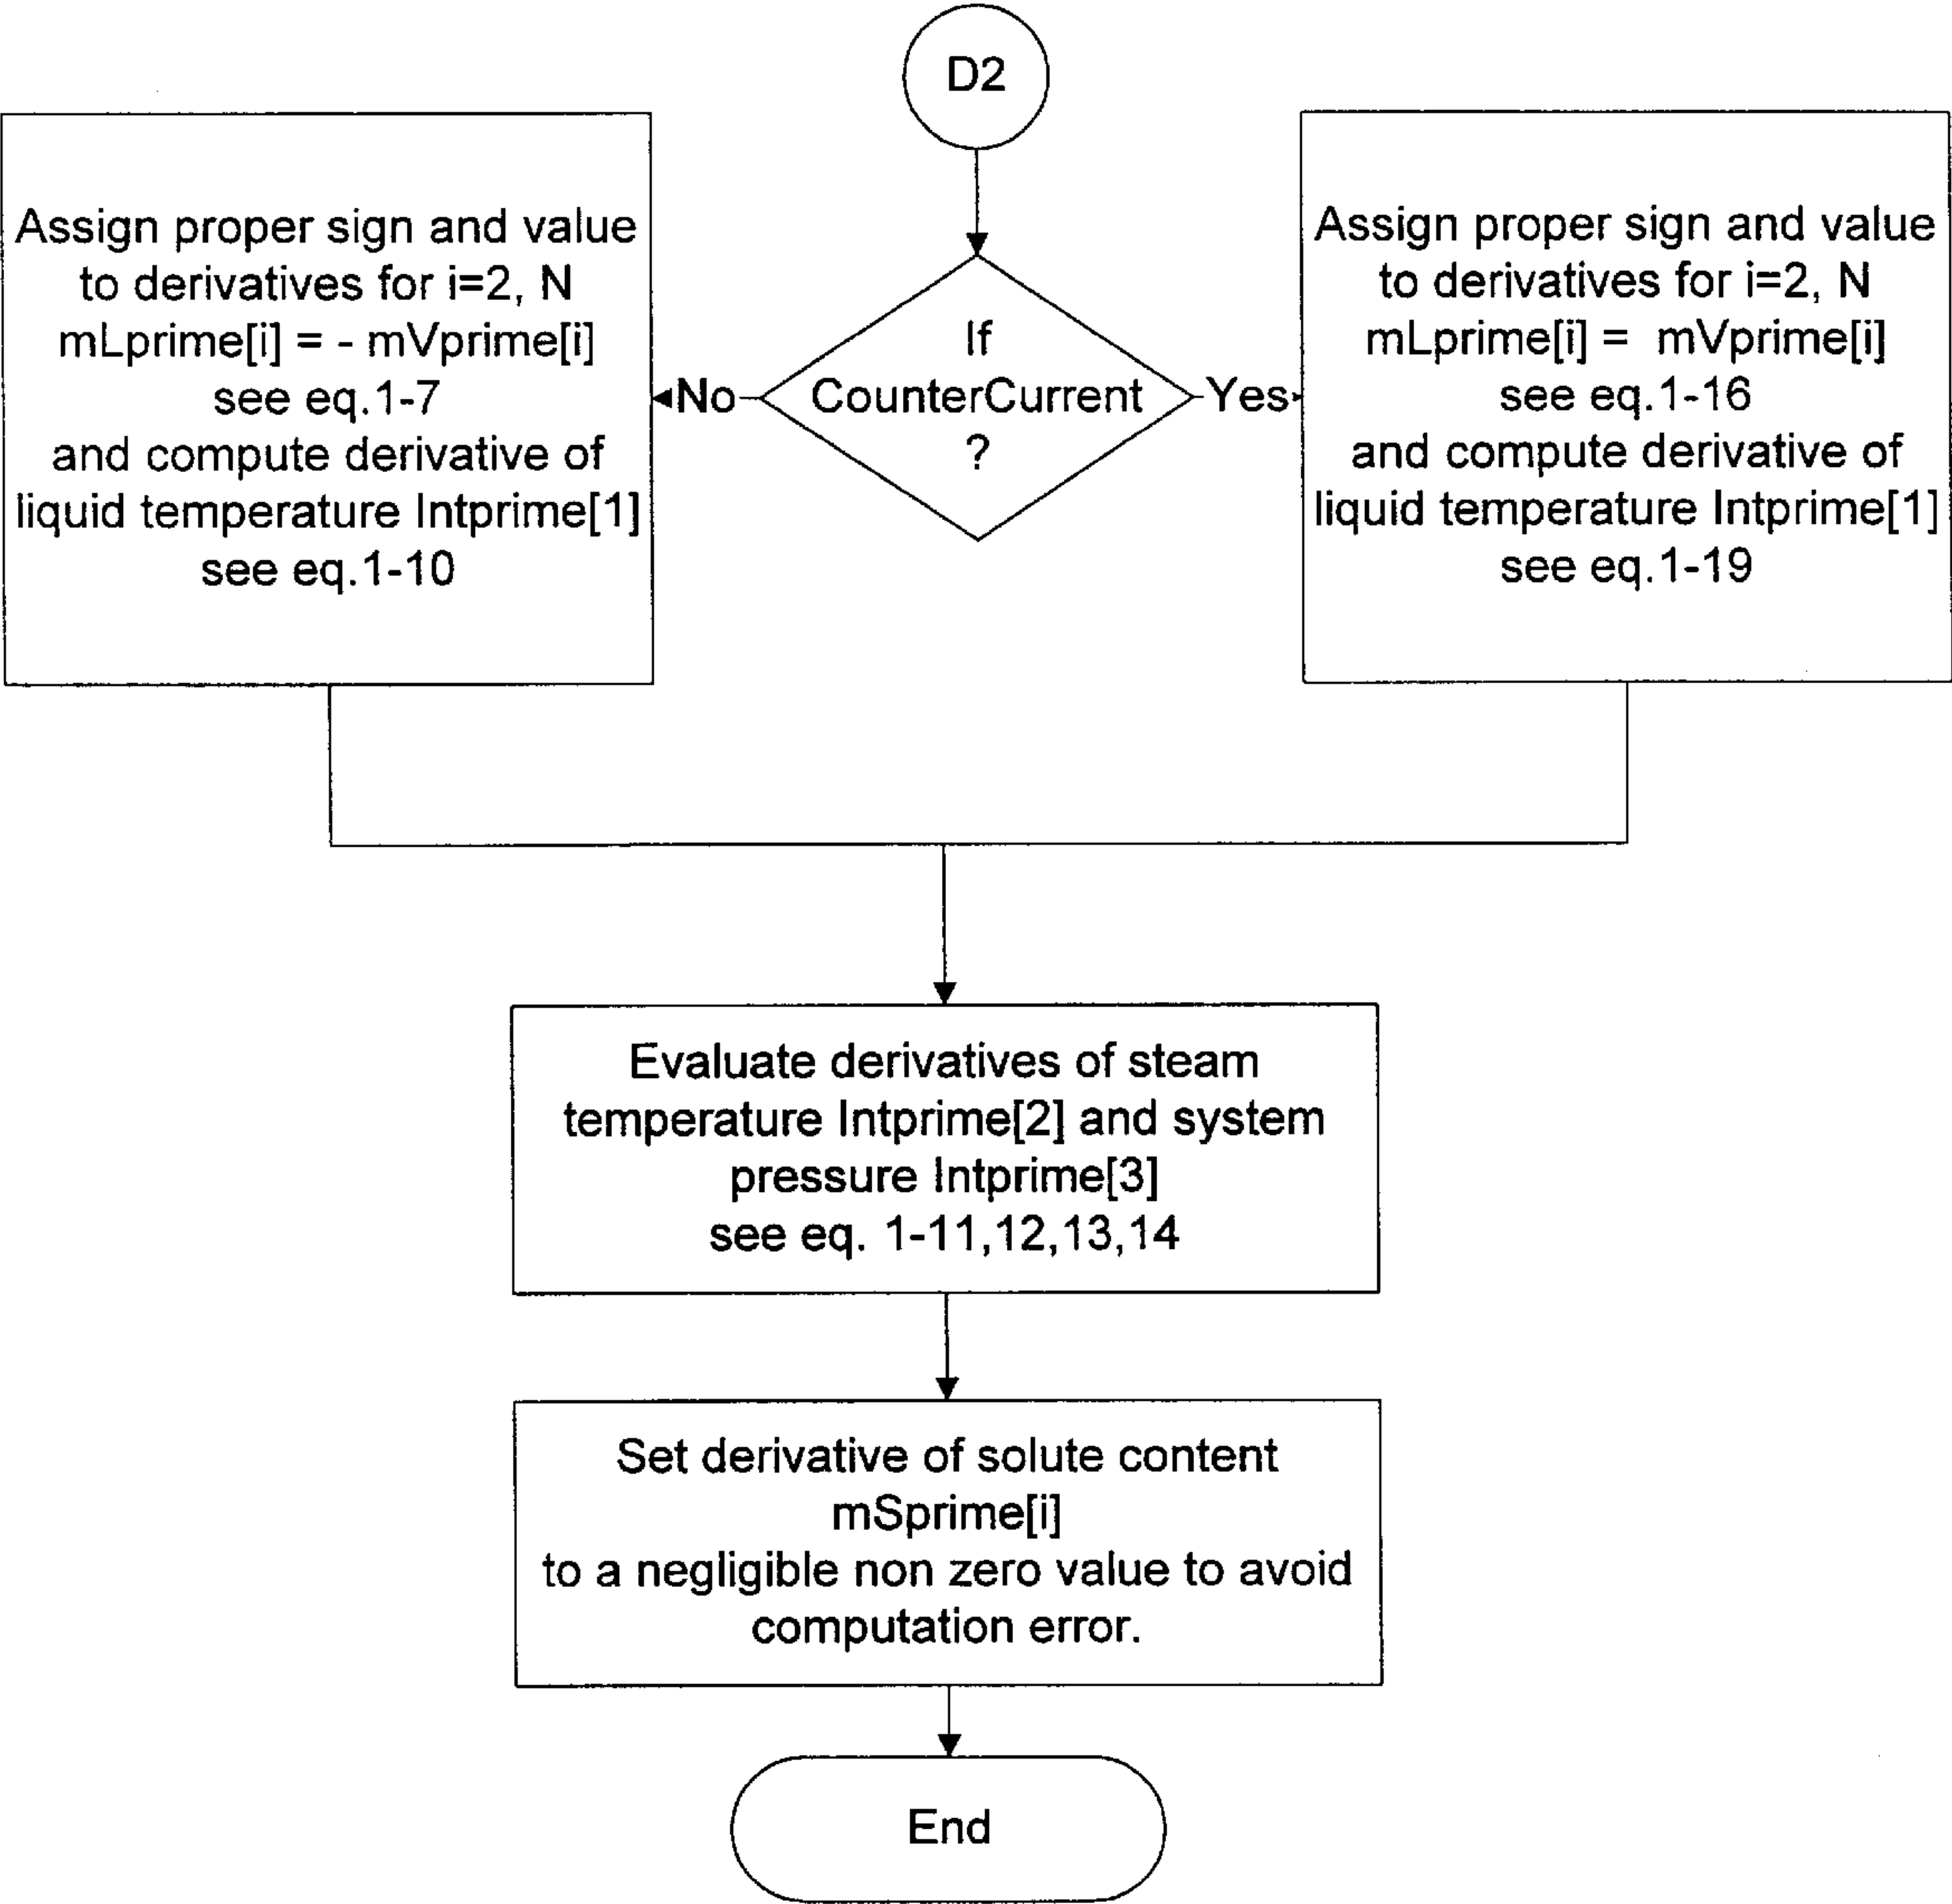 D2
If
CounterCurrent
?
No
Yes
Assign proper sign and value
to derivatives for i=2, N
mLprime[i] = - mVprime[i]
see eq.1-7
and compute derivative of
liquid temperature Intprime[1]
see eq.1-10
Assign proper sign and value
to derivatives for i=2, N
mLprime[i] =  mVprime[i]
see eq.1-16
and compute derivative of
liquid temperature Intprime[1]
see eq.1-19
Evaluate derivatives of steam
temperature Intprime[2] and system
pressure Intprime[3]
see eq. 1-11,12,13,14
Set derivative of solute content
mSprime[i]
to a negligible non zero value to avoid
computation error.
End